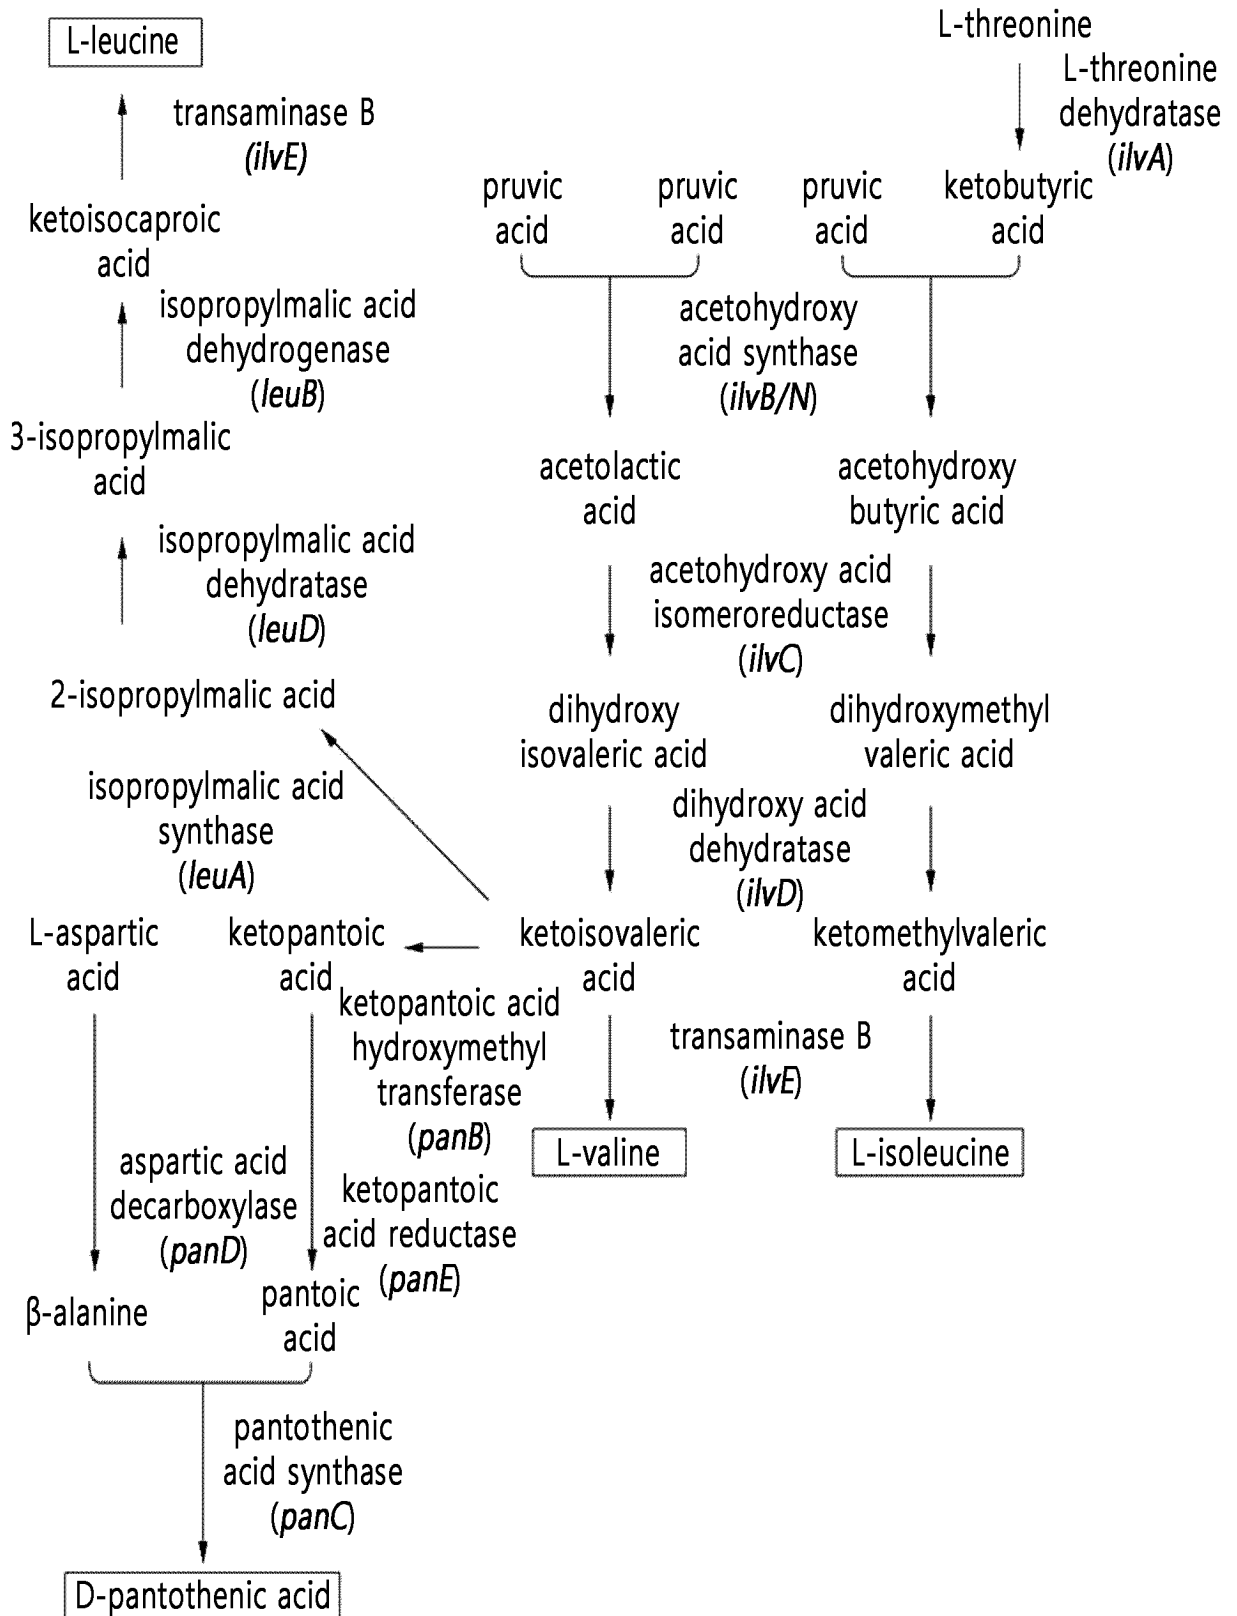 L-leucine
transaminase B
(ilvE)
ketoisocaproic
acid
isopropylmalic acid
dehydrogenase
(leuB)
3-isopropylmalic
acid
isopropylmalic acid
dehydratase
(leuD)
2-isopropylmalic acid
isopropylmalic acid
synthase
(leuA)
L-threonine
L-threonine
dehydratase
(ilvA)
pruvic
acid
pruvic
acid
pruvic
acid
ketobutyric
acid
acetohydroxy
acid synthase
(ilvB/N)
acetolactic
acid
acetohydroxy
butyric acid
acetohydroxy acid
isomeroreductase
(ilvC)
dihydroxy
isovaleric acid
dihydroxymethyl
valeric acid
dihydroxy acid
dehydratase
(ilvD)
L-aspartic
acid
ketopantoic
acid
ketoisovaleric
acid
ketomethylvaleric
acid
ketopantoic acid
hydroxymethyl
transferase
(panB)
transaminase B
(ilvE)
L-valine
L-isoleucine
aspartic acid
decarboxylase
(panD)
ketopantoic
acid reductase
(panE)
β-alanine
pantoic
acid
pantothenic
acid synthase
(panC)
D-pantothenic acid